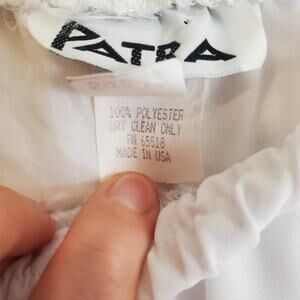 PATRA
100% POLYESTER
DRY CLEAN ONLY
RN 65518
MADE IN USA